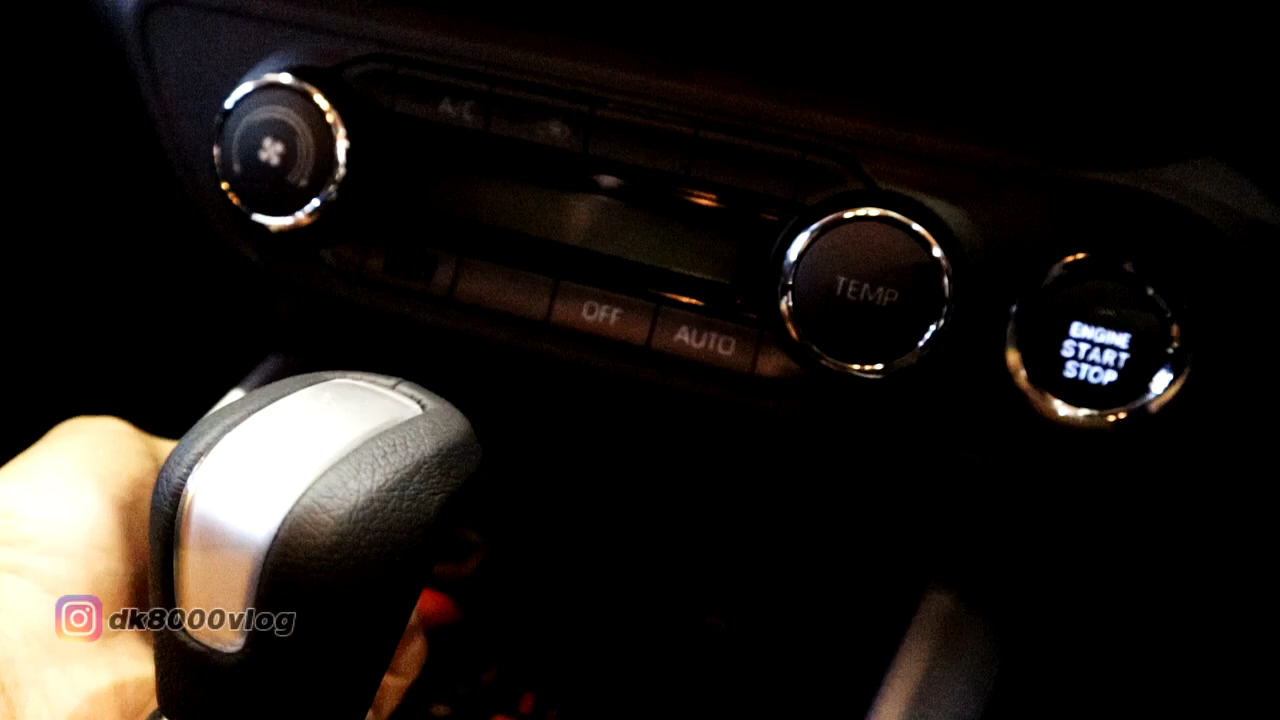 A/C
TEMP
OFF
AUTO
ENGINE
START
STOP
dk8000vlog